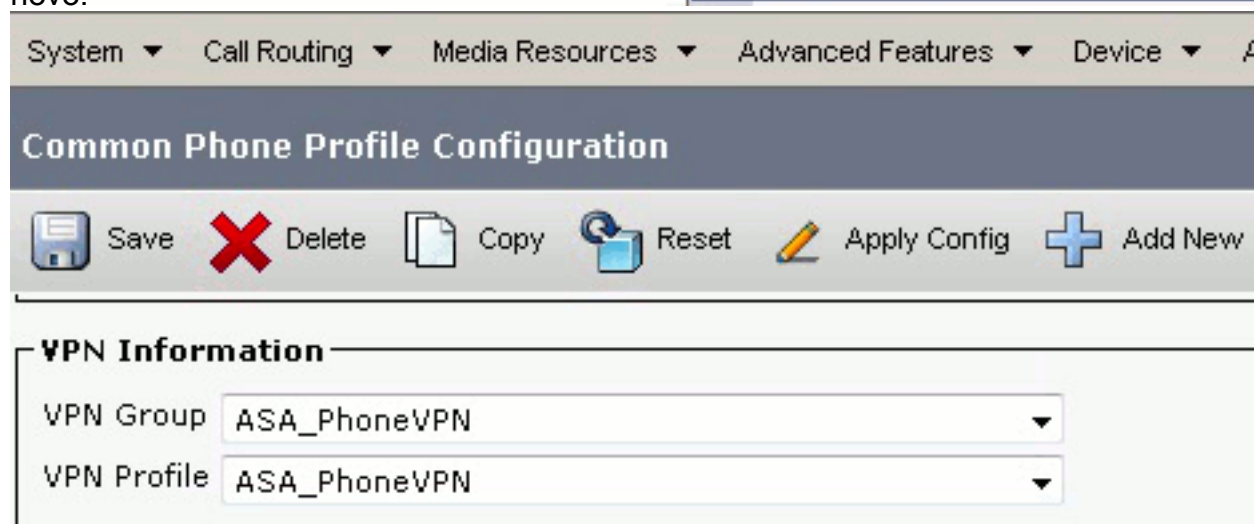 novo.
System Call Routing Media Resources Advanced Features Device
Common Phone Profile Configuration
Save Delete Copy Reset Apply Config Add New
VPN Information
VPN Group ASA_PhoneVPN
VPN Profile ASA_PhoneVPN